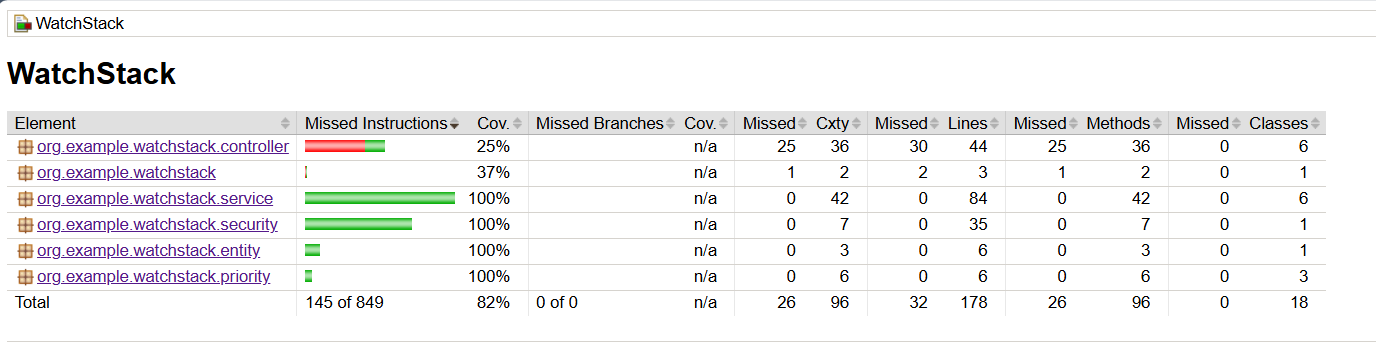 WatchStack
WatchStack
Element Missed Instructions Cov. Missed Branches Cov. Missed Cxty Missed Lines Missed Methods Missed Classes
org.example.watchstack.controller 25% n/a 25 36 30 44 25 36 0 6
org.example.watchstack 37% n/a 1 2 2 3 1 2 0 1
org.example.watchstack.service 100% n/a 0 42 0 84 0 42 0 6
org.example.watchstack.security 100% n/a 0 7 0 35 0 7 0 1
org.example.watchstack.entity 100% n/a 0 3 0 6 0 3 0 1
org.example.watchstack.priority 100% n/a 0 6 0 6 0 6 0 3
Total 145 of 849 82% 0 of 0 n/a 26 96 32 178 26 96 0 18